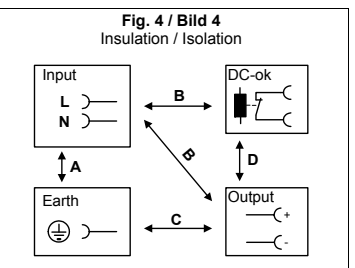 Fig. 4 / Bild 4
Insulation / Isolation
Input
DC-ok
L
N
B
A
B
D
Earth
C
Output
+
-